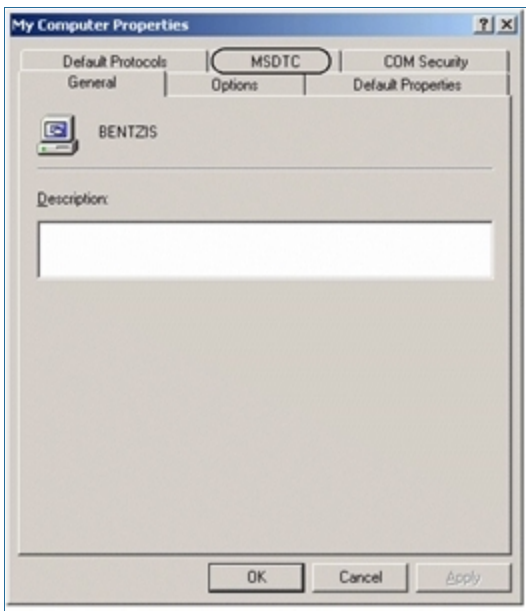 My Computer Properties
? X
Default Protocols MSDTC COM Security
General Options Default Properties
BENTZIS
Description:
OK Cancel Apply